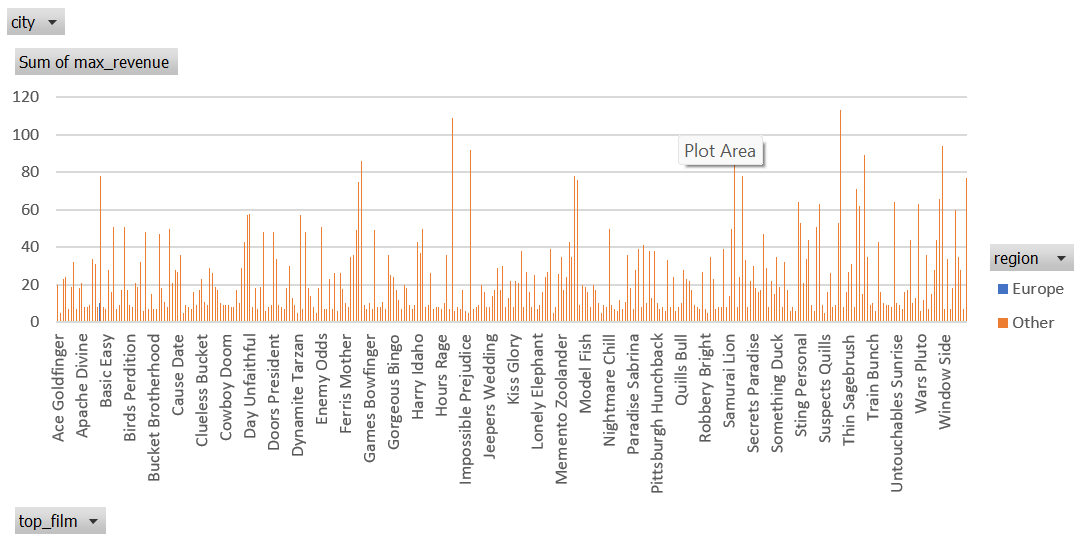 city
Sum of max_revenue
120
100
80
60
40
20
0
Plot Area
region
Europe
Other
Ace Goldfinger
Apache Divine
Basic Easy
Birds Perdition
Bucket Brotherhood
Cause Date
Clueless Bucket
Cowboy Doom
Day Unfaithful
Doors President
Dynamite Tarzan
Enemy Odds
Ferris Mother
Games Bowfinger
Gorgeous Bingo
Harry Idaho
Hours Rage
Impossible Prejudice
Jeepers Wedding
Kiss Glory
Lonely Elephant
Memento Zoolander
Model Fish
Nightmare Chill
Paradise Sabrina
Pittsburgh Hunchback
Quills Bull
Robbery Bright
Samurai Lion
Secrets Paradise
Something Duck
Sting Personal
Suspects Quills
Thin Sagebrush
Train Bunch
Untouchables Sunrise
Wars Pluto
Window Side
top_film